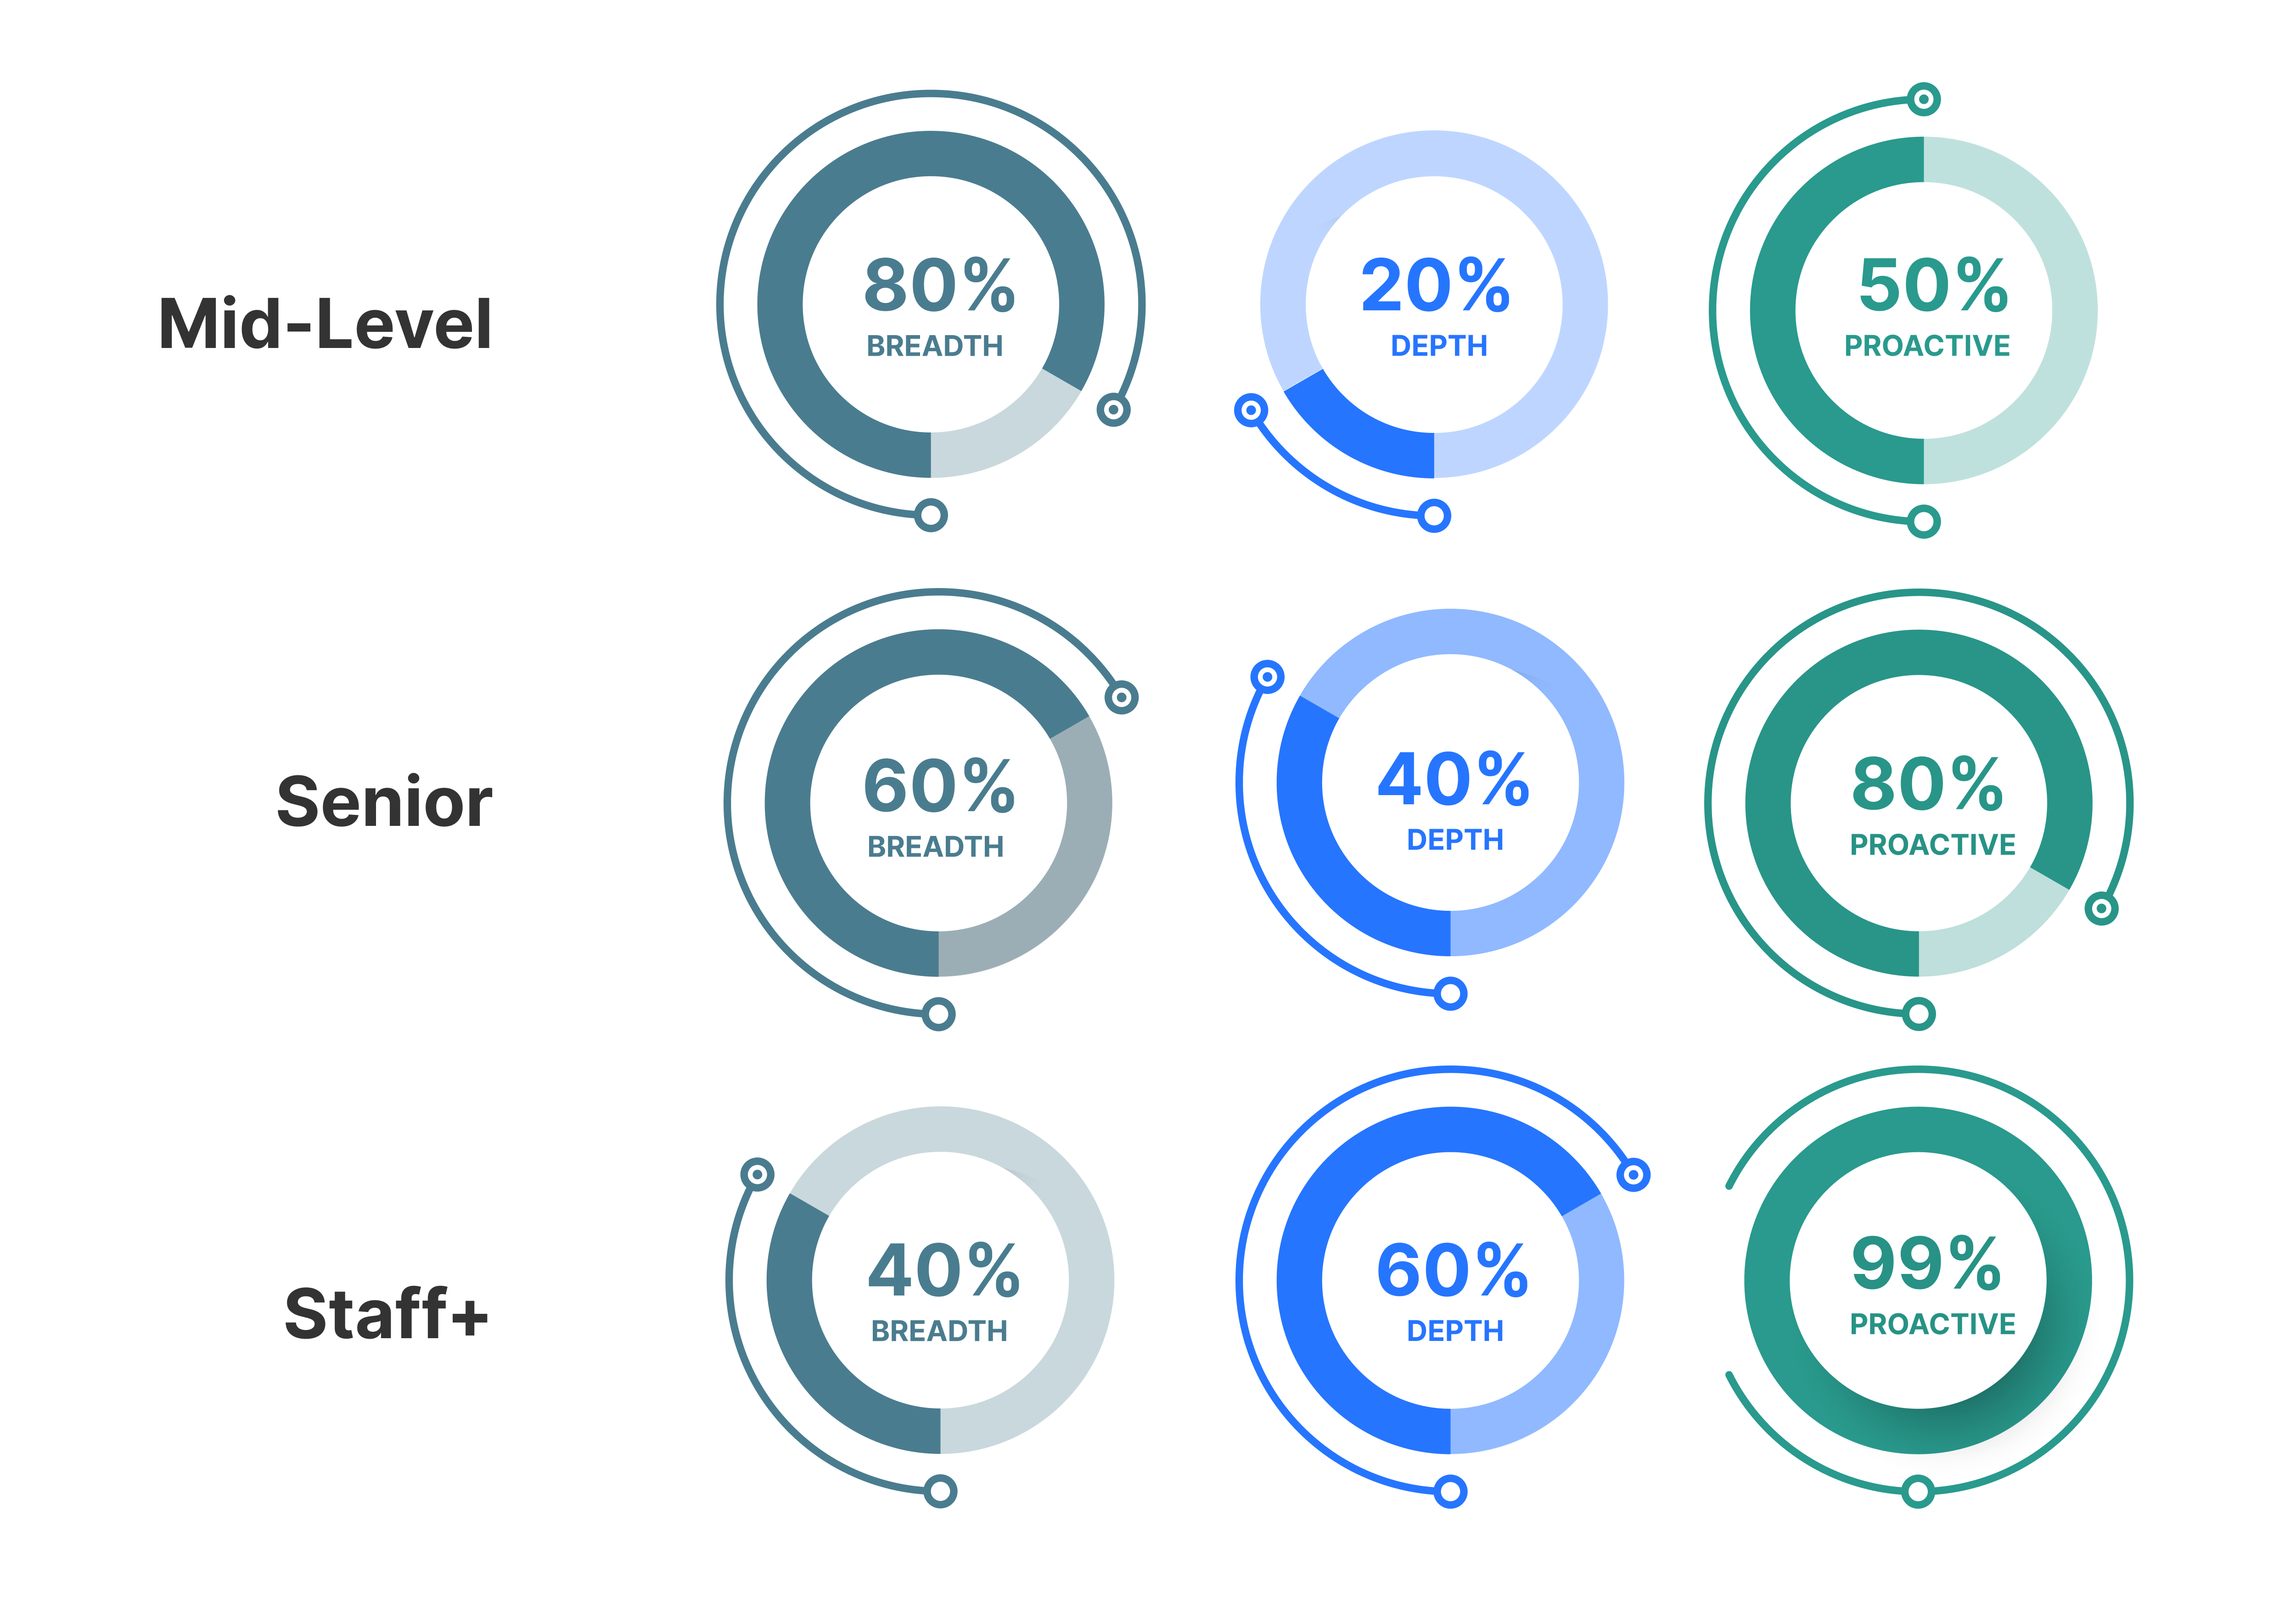 Mid-Level
80%
BREADTH
20%
DEPTH
50%
PROACTIVE
Senior
60%
BREADTH
40%
DEPTH
80%
PROACTIVE
Staff+
40%
BREADTH
60%
DEPTH
99%
PROACTIVE